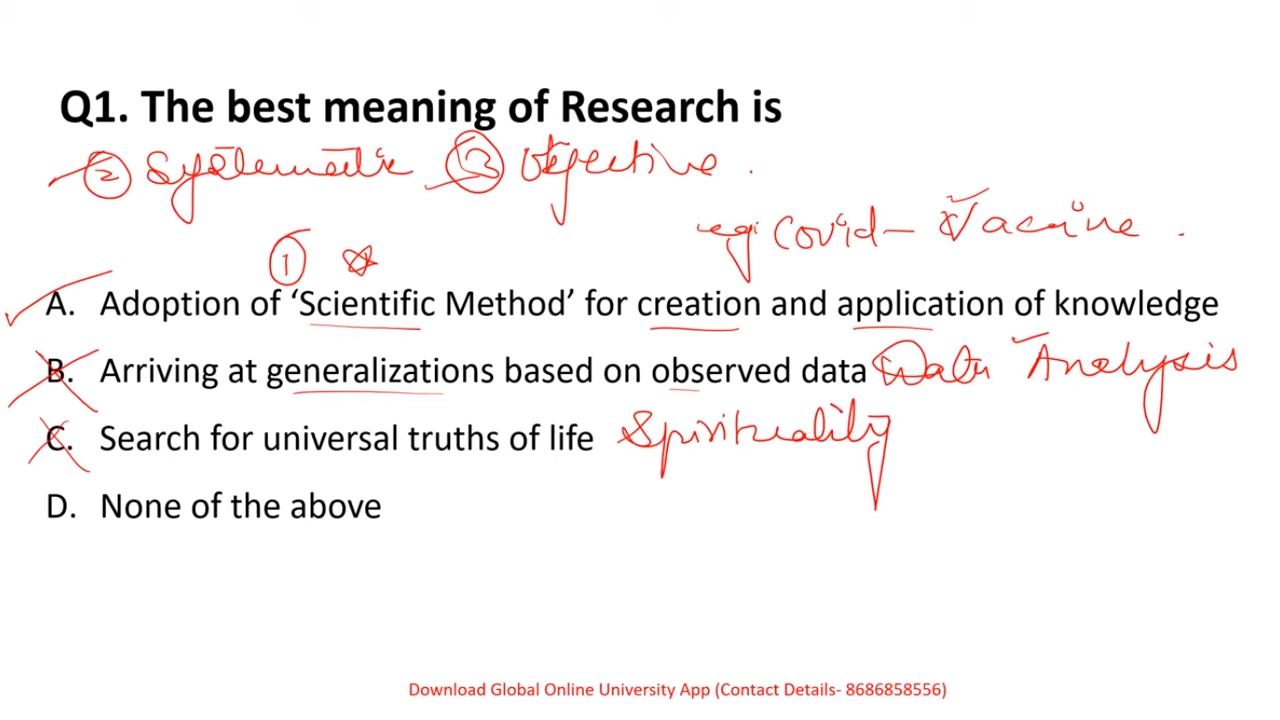 Q1. The best meaning of Research is
② Systematic ③ Objective.
eg: Covid - Vaccine.
①
A. Adoption of ‘Scientific Method’ for creation and application of knowledge
B. Arriving at generalizations based on observed data Data Analysis
C. Search for universal truths of life Spirituality
D. None of the above
Download Global Online University App (Contact Details- 8686858556)